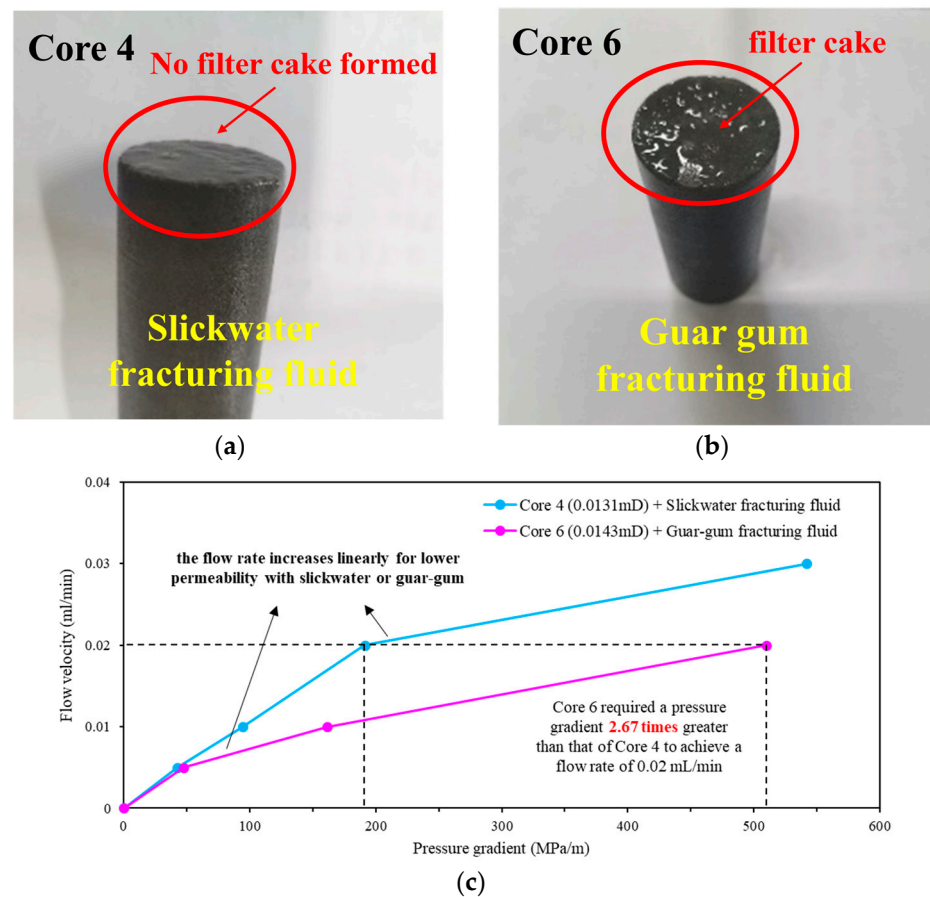 Core 4
No filter cake formed
Slickwater
fracturing fluid
(a)
Core 6
filter cake
Guar gum
fracturing fluid
(b)
0.04
0.03
0.02
0.01
0
Flow velocity (ml/min)
Core 4 (0.0131mD) + Slickwater fracturing fluid
Core 6 (0.0143mD) + Guar-gum fracturing fluid
the flow rate increases linearly for lower
permeability with slickwater or guar-gum
Core 6 required a pressure
gradient 2.67 times greater
than that of Core 4 to achieve a
flow rate of 0.02 mL/min
0
100
200
300
400
500
600
Pressure gradient (MPa/m)
(c)